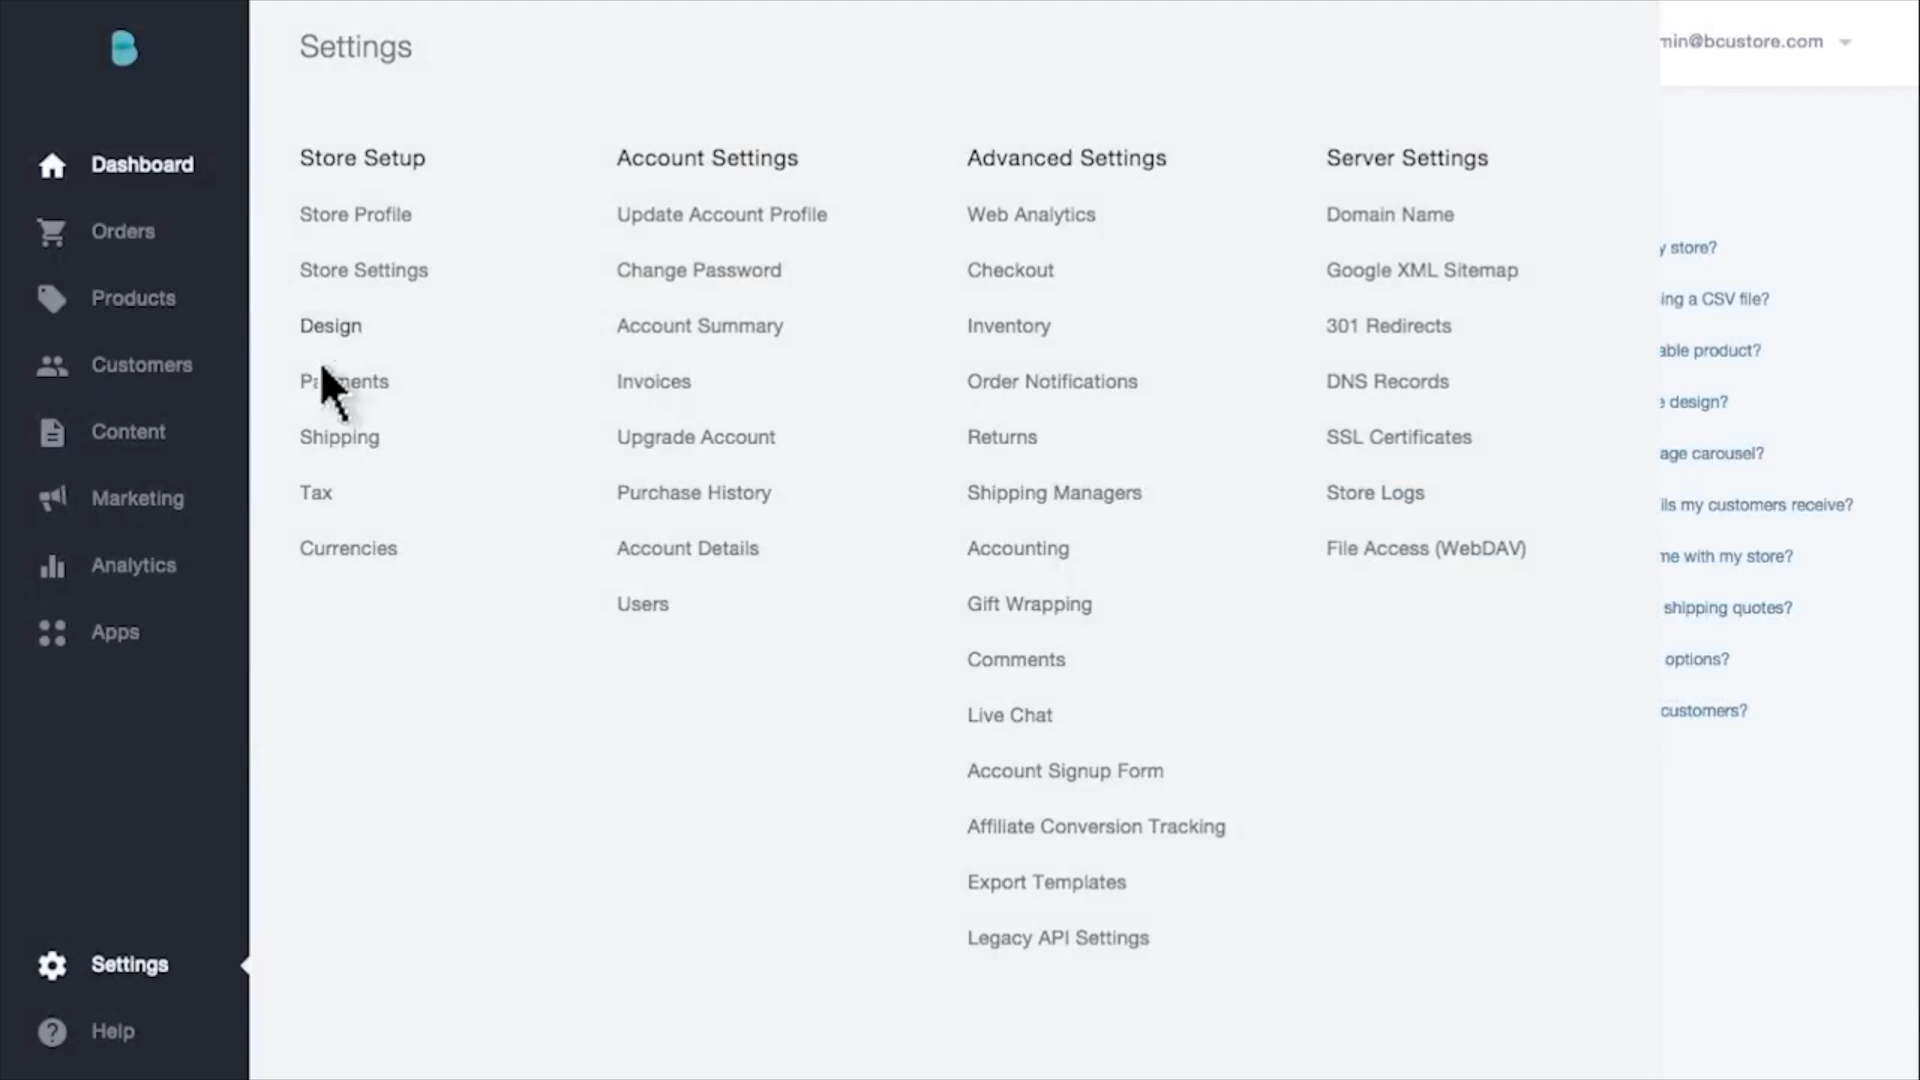 Settings
min@bcustore.com
Dashboard
Orders
Products
Customers
Content
Marketing
Analytics
Apps
Settings
Help
Store Setup
Store Profile
Store Settings
Design
Payments
Shipping
Tax
Currencies
Account Settings
Update Account Profile
Change Password
Account Summary
Invoices
Upgrade Account
Purchase History
Account Details
Users
Advanced Settings
Web Analytics
Checkout
Inventory
Order Notifications
Returns
Shipping Managers
Accounting
Gift Wrapping
Comments
Live Chat
Account Signup Form
Affiliate Conversion Tracking
Export Templates
Legacy API Settings
Server Settings
Domain Name
Google XML Sitemap
301 Redirects
DNS Records
SSL Certificates
Store Logs
File Access (WebDAV)
y store?
ing a CSV file?
able product?
e design?
age carousel?
ils my customers receive?
me with my store?
shipping quotes?
options?
customers?